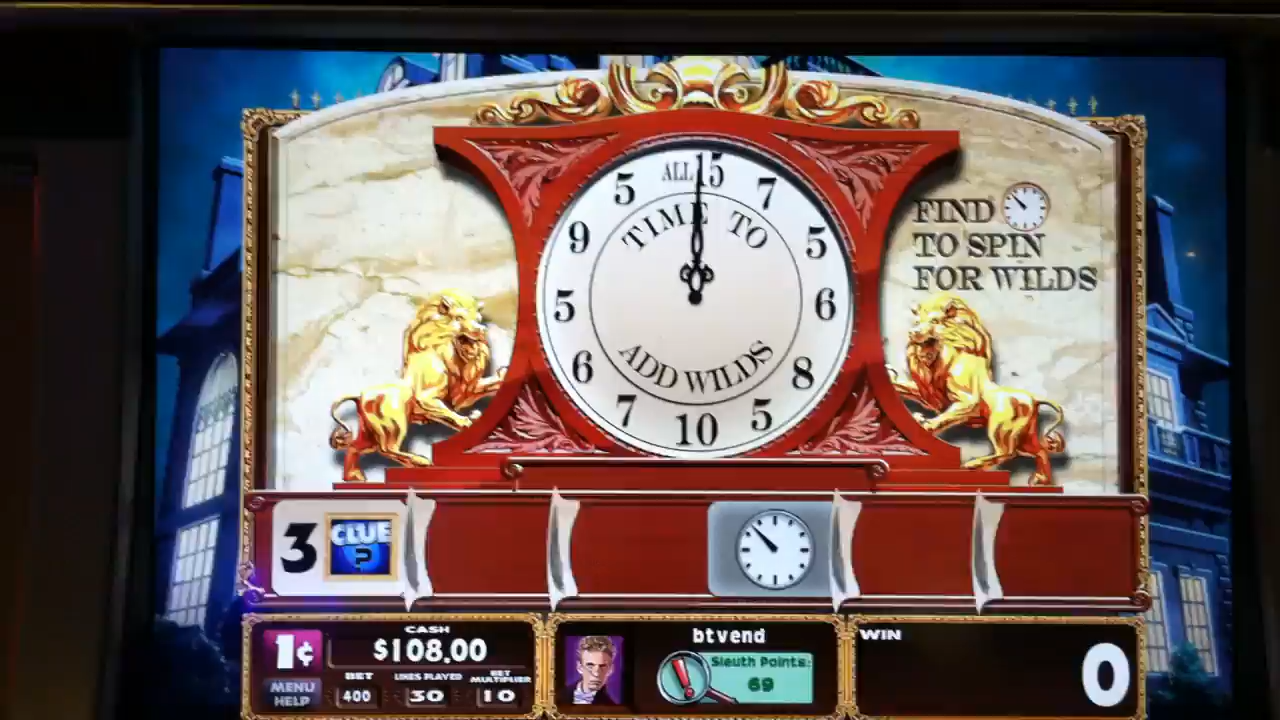 ALL 15
7
5
6
8
5
10
7
6
5
9
5
TIME TO
ADD WILDS
FIND
TO SPIN
FOR WILDS
3 CLUE ?
1¢
MENU
HELP
CASH
$108.00
BET
400
LINES PLAYED
30
BET
MULTIPLIER
10
btvend
Sleuth Points:
69
WIN
0